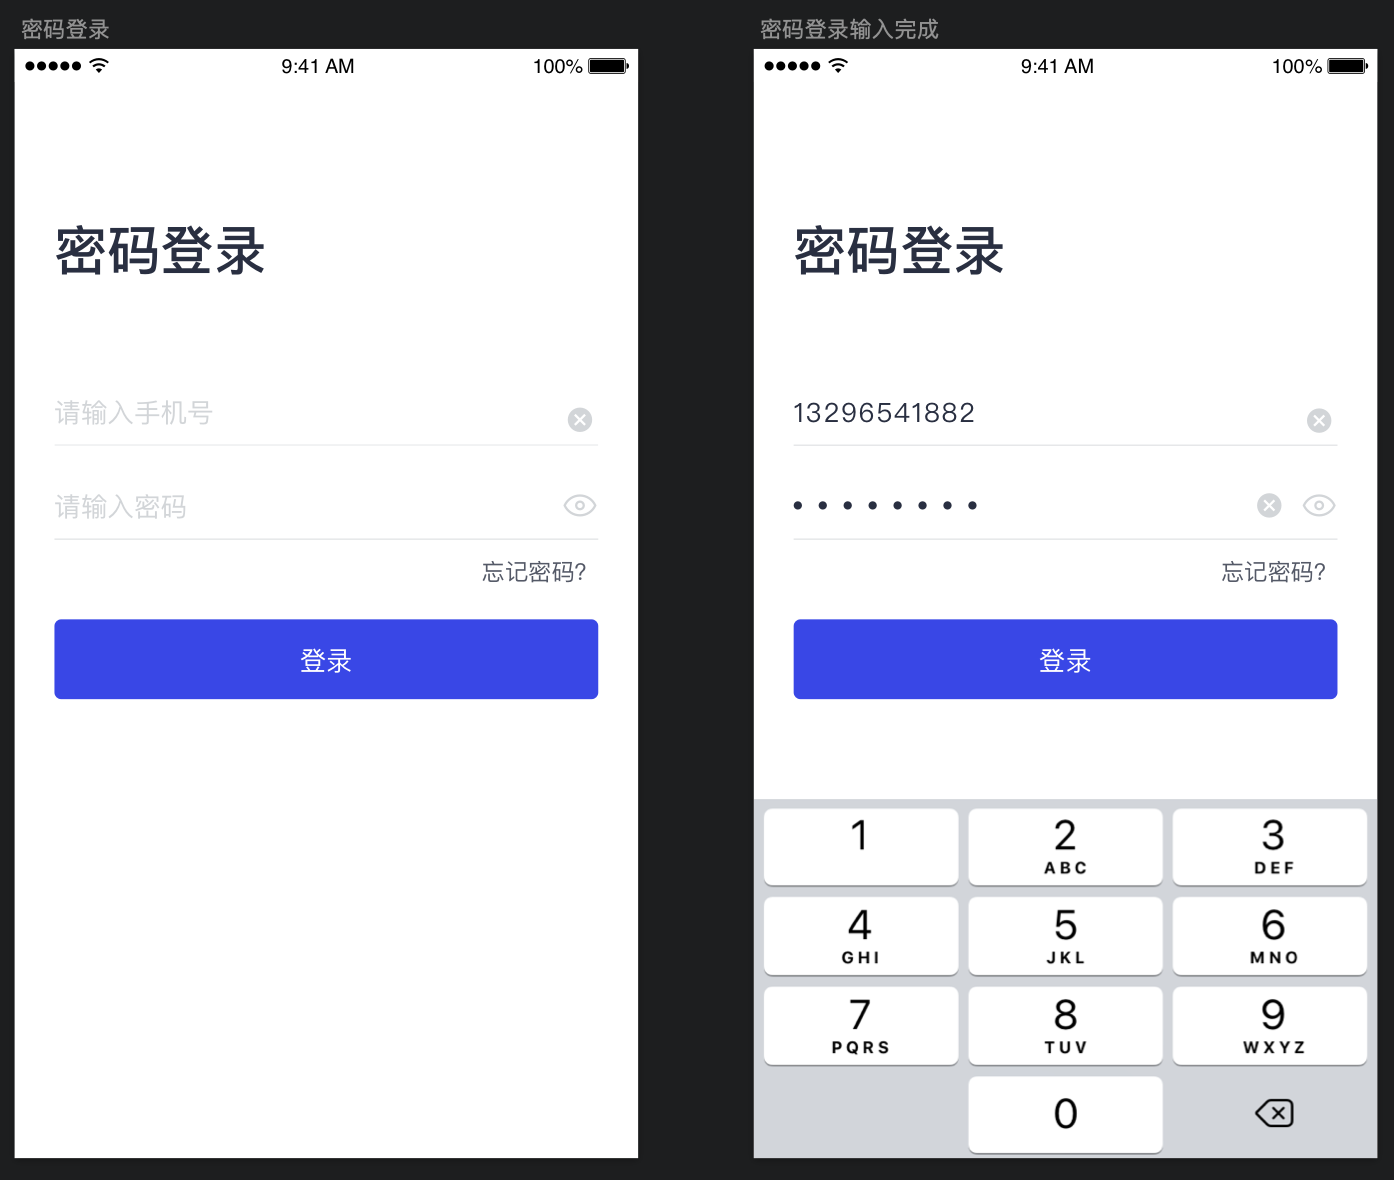 密码登录
9:41 AM
100%
密码登录
请输入手机号
请输入密码
忘记密码?
登录
密码登录输入完成
9:41 AM
100%
密码登录
13296541882
忘记密码?
登录
1
2
ABC
3
DEF
4
GHI
5
JKL
6
MNO
7
PQRS
8
TUV
9
WXYZ
0